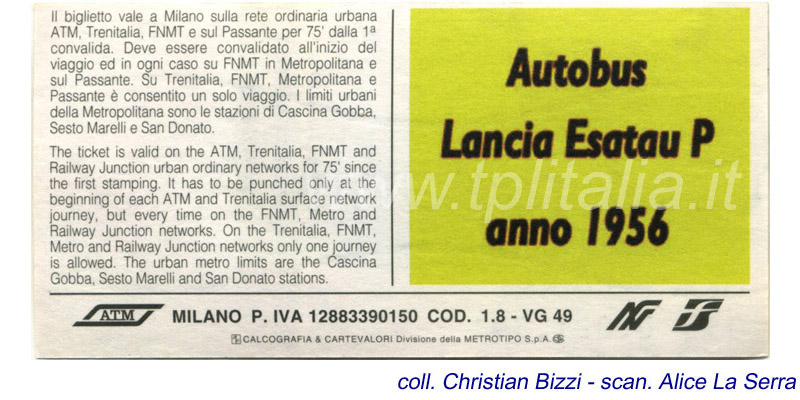 Il biglietto vale a Milano sulla rete ordinaria urbana
ATM, Trenitalia, FNMT e sul Passante per 75' dalla 1ª
convalida. Deve essere convalidato all'inizio del
viaggio ed in ogni caso su FNMT in Metropolitana e
sul Passante. Su Trenitalia, FNMT, Metropolitana e
Passante è consentito un solo viaggio. I limiti urbani
della Metropolitana sono le stazioni di Cascina Gobba,
Sesto Marelli e San Donato.
The ticket is valid on the ATM, Trenitalia, FNMT and
Railway Junction urban ordinary networks for 75' since
the first stamping. It has to be punched only at the
beginning of each ATM and Trenitalia surface network
journey, but every time on the FNMT, Metro and
Railway Junction networks. On the Trenitalia, FNMT,
Metro and Railway Junction networks only one journey
is allowed. The urban metro limits are the Cascina
Gobba, Sesto Marelli and San Donato stations.
Autobus
Lancia Esatau P
anno 1956
www.tplitalia.it
ATM MILANO P. IVA 12883390150 COD. 1.8 - VG 49
CALCOGRAFIA & CARTEVALORI Divisione della METROTIPO S.p.A.
coll. Christian Bizzi - scan. Alice La Serra